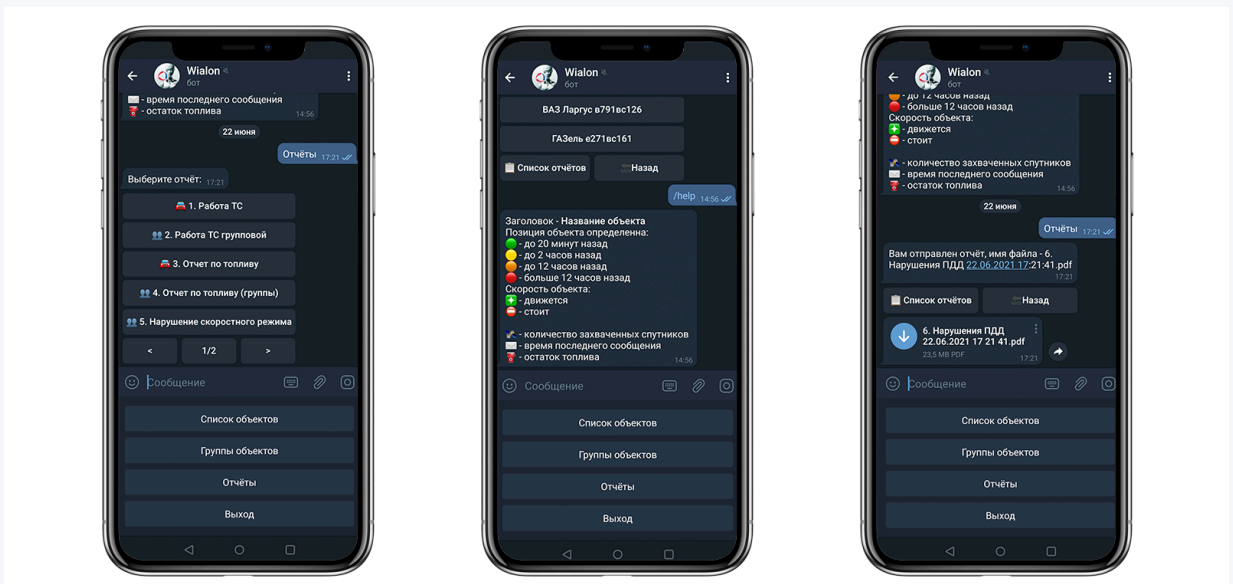 Wialon
бот
- время последнего сообщения
- остаток топлива
14:56
22 июня
Отчёты 17:21
Выберите отчёт: 17:21
1. Работа ТС
2. Работа ТС групповой
3. Отчет по топливу
4. Отчет по топливу (группы)
5. Нарушение скоростного режима
< 1/2 >
Сообщение
Список объектов
Группы объектов
Отчёты
Выход
Wialon
бот
ВАЗ Ларгус в791вс126
ГАЗель е271вс161
Список отчётов Назад
/help 14:56
Заголовок - Название объекта
Позиция объекта определенна:
- до 20 минут назад
- до 2 часов назад
- до 12 часов назад
- больше 12 часов назад
Скорость объекта:
- движется
- стоит
- количество захваченных спутников
- время последнего сообщения
- остаток топлива
14:56
Сообщение
Список объектов
Группы объектов
Отчёты
Выход
Wialon
бот
- до 12 часов назад
- больше 12 часов назад
Скорость объекта:
- движется
- стоит
- количество захваченных спутников
- время последнего сообщения
- остаток топлива
14:56
22 июня
Отчёты 17:21
Вам отправлен отчёт, имя файла - 6.
Нарушения ПДД 22.06.2021 17:21:41.pdf
17:21
Список отчётов Назад
6. Нарушения ПДД
22.06.2021 17 21 41.pdf
23,5 MB PDF 17:21
Сообщение
Список объектов
Группы объектов
Отчёты
Выход